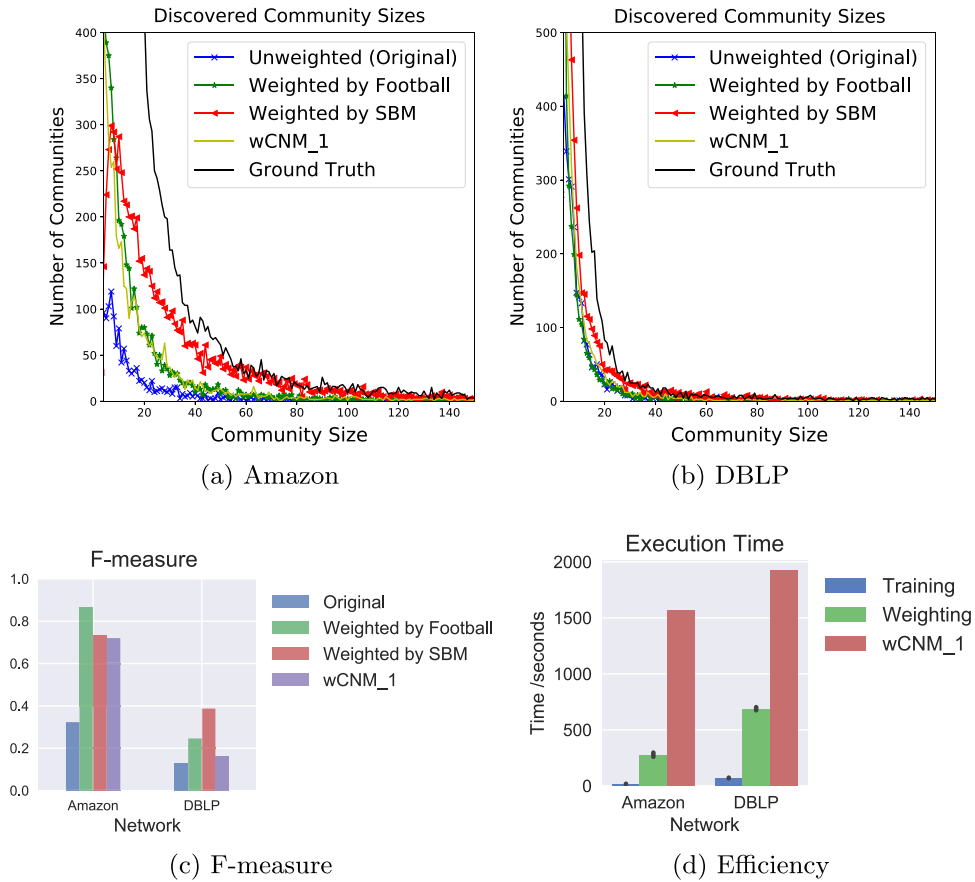 Discovered Community Sizes
400
350
300
250
200
150
100
50
0
Number of Communities
Unweighted (Original)
Weighted by Football
Weighted by SBM
wCNM_1
Ground Truth
20 40 60 80 100 120 140
Community Size
(a) Amazon
Discovered Community Sizes
500
400
300
200
100
0
Number of Communities
Unweighted (Original)
Weighted by Football
Weighted by SBM
wCNM_1
Ground Truth
20 40 60 80 100 120 140
Community Size
(b) DBLP
F-measure
1.0
0.8
0.6
0.4
0.2
0.0
Original
Weighted by Football
Weighted by SBM
wCNM_1
Amazon DBLP
Network
(c) F-measure
Execution Time
2000
1500
1000
500
0
Time /seconds
Training
Weighting
wCNM_1
Amazon DBLP
Network
(d) Efficiency